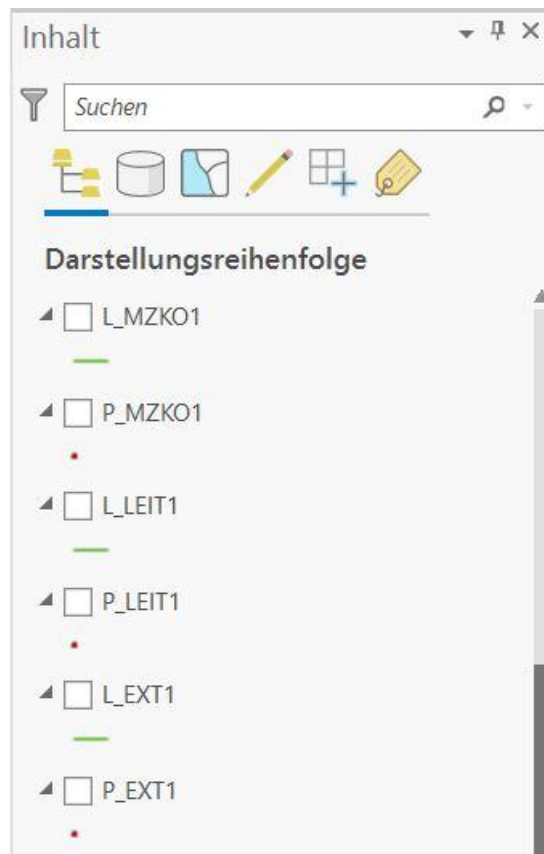 Inhalt
Suchen
Darstellungsreihenfolge
L_MZKO1
P_MZKO1
L_LEIT1
P_LEIT1
L_EXT1
P_EXT1